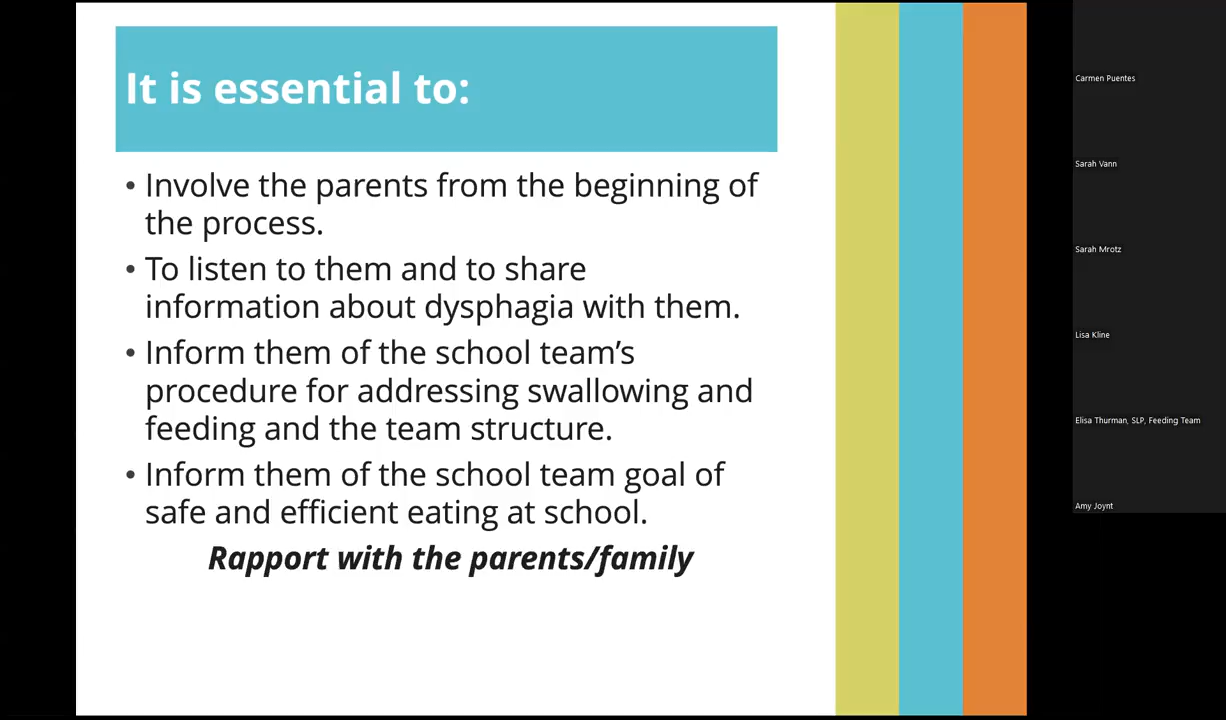 It is essential to:
• Involve the parents from the beginning of
the process.
• To listen to them and to share
information about dysphagia with them.
• Inform them of the school team’s
procedure for addressing swallowing and
feeding and the team structure.
• Inform them of the school team goal of
safe and efficient eating at school.
Rapport with the parents/family
Carmen Puentes
Sarah Vann
Sarah Mrotz
Lisa Kline
Elisa Thurman, SLP, Feeding Team
Amy Joynt